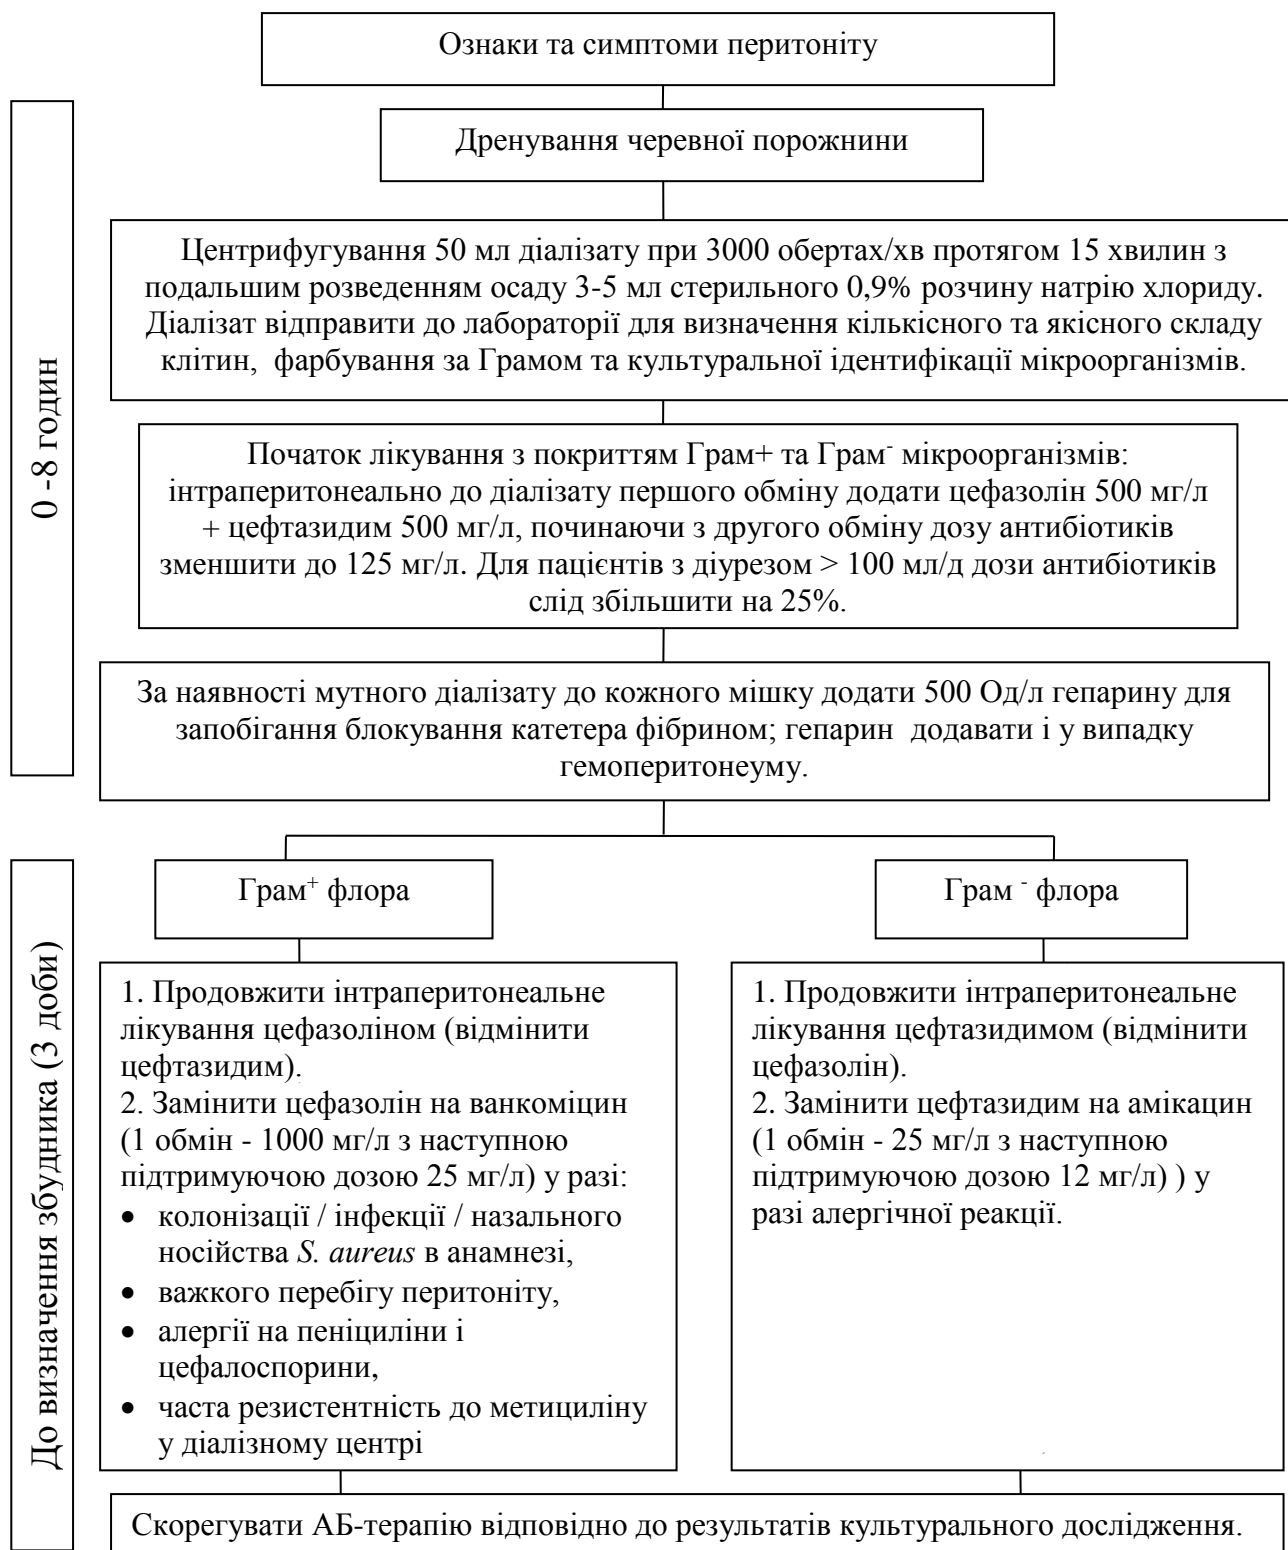 Ознаки та симптоми перитоніту
0 -8 годин
Дренування черевної порожнини
Центрифугування 50 мл діалізату при 3000 обертах/хв протягом 15 хвилин з
подальшим розведенням осаду 3-5 мл стерильного 0,9% розчину натрію хлориду.
Діалізат відправити до лабораторії для визначення кількісного та якісного складу
клітин, фарбування за Грамом та культуральної ідентифікації мікроорганізмів.
Початок лікування з покриттям Грам+ та Грам⁻ мікроорганізмів:
інтраперитонеально до діалізату першого обміну додати цефазолін 500 мг/л
+ цефтазидим 500 мг/л, починаючи з другого обміну дозу антибіотиків
зменшити до 125 мг/л. Для пацієнтів з діурезом > 100 мл/д дози антибіотиків
слід збільшити на 25%.
За наявності мутного діалізату до кожного мішку додати 500 Од/л гепарину для
запобігання блокування катетера фібрином; гепарин додавати і у випадку
гемоперитонеуму.
До визначення збудника (3 доби)
Грам⁺ флора
1. Продовжити інтраперитонеальне
лікування цефазоліном (відмінити
цефтазидим).
2. Замінити цефазолін на ванкоміцин
(1 обмін - 1000 мг/л з наступною
підтримуючою дозою 25 мг/л) у разі:
• колонізації / інфекції / назального
носійства S. aureus в анамнезі,
• важкого перебігу перитоніту,
• алергії на пеніциліни і
цефалоспорини,
• часта резистентність до метициліну
у діалізному центрі
Грам ⁻ флора
1. Продовжити інтраперитонеальне
лікування цефтазидимом (відмінити
цефазолін).
2. Замінити цефтазидим на амікацин
(1 обмін - 25 мг/л з наступною
підтримуючою дозою 12 мг/л) ) у
разі алергічної реакції.
Скорегувати АБ-терапію відповідно до результатів культурального дослідження.